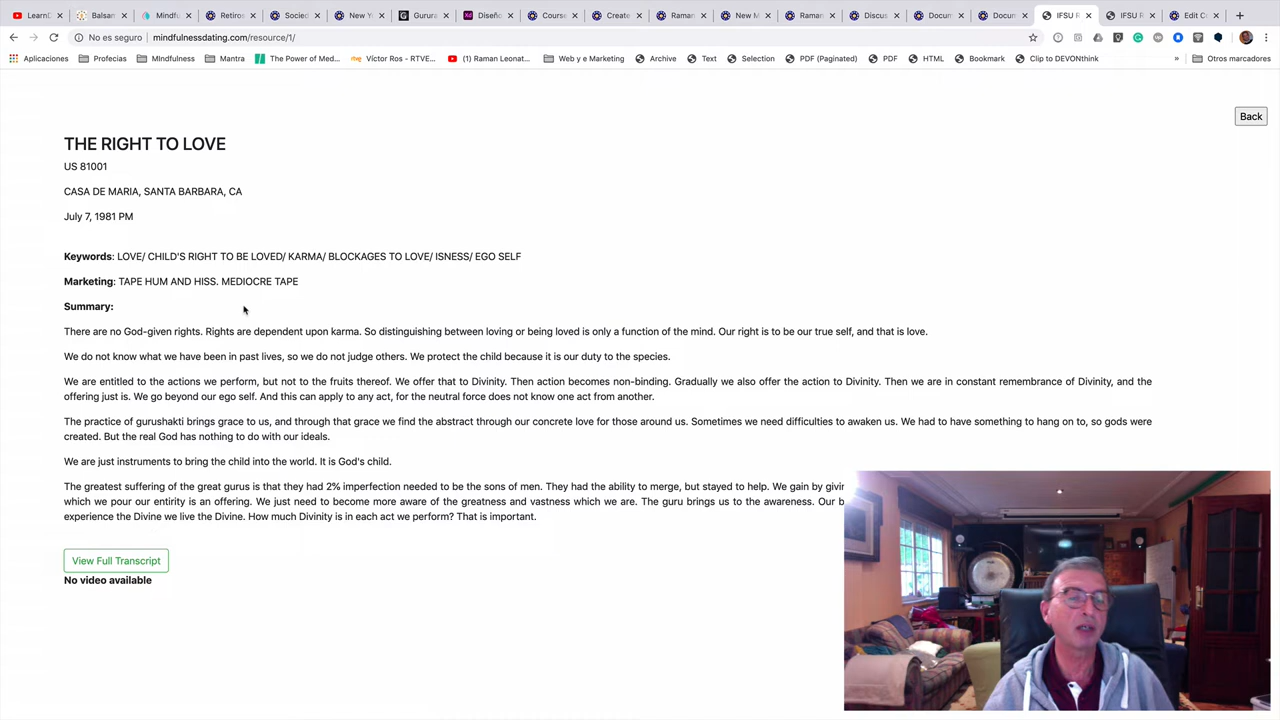 LearnD
Balsam
Mindfu
Retiros
Socied
New Y
Gurura
Diseño
Course
Create
Raman
New M
Raman
Discus
Docum
Docum
IFSU R
IFSU R
Edit C
No es seguro | mindfulnessdating.com/resource/1/
Aplicaciones Profecias MIndfulness Mantra The Power of Med... Víctor Ros - RTVE... (1) Raman Leonat... Web y e Marketing Archive Text Selection PDF (Paginated) PDF HTML Bookmark Clip to DEVONthink » Otros marcadores
Back
THE RIGHT TO LOVE
US 81001
CASA DE MARIA, SANTA BARBARA, CA
July 7, 1981 PM
Keywords: LOVE/ CHILD'S RIGHT TO BE LOVED/ KARMA/ BLOCKAGES TO LOVE/ ISNESS/ EGO SELF
Marketing: TAPE HUM AND HISS. MEDIOCRE TAPE
Summary:
There are no God-given rights. Rights are dependent upon karma. So distinguishing between loving or being loved is only a function of the mind. Our right is to be our true self, and that is love.
We do not know what we have been in past lives, so we do not judge others. We protect the child because it is our duty to the species.
We are entitled to the actions we perform, but not to the fruits thereof. We offer that to Divinity. Then action becomes non-binding. Gradually we also offer the action to Divinity. Then we are in constant remembrance of Divinity, and the
offering just is. We go beyond our ego self. And this can apply to any act, for the neutral force does not know one act from another.
The practice of gurushakti brings grace to us, and through that grace we find the abstract through our concrete love for those around us. Sometimes we need difficulties to awaken us. We had to have something to hang on to, so gods were
created. But the real God has nothing to do with our ideals.
We are just instruments to bring the child into the world. It is God's child.
The greatest suffering of the great gurus is that they had 2% imperfection needed to be the sons of men. They had the ability to merge, but stayed to help. We gain by givin
which we pour our entirity is an offering. We just need to become more aware of the greatness and vastness which we are. The guru brings us to the awareness. Our b
experience the Divine we live the Divine. How much Divinity is in each act we perform? That is important.
View Full Transcript
No video available